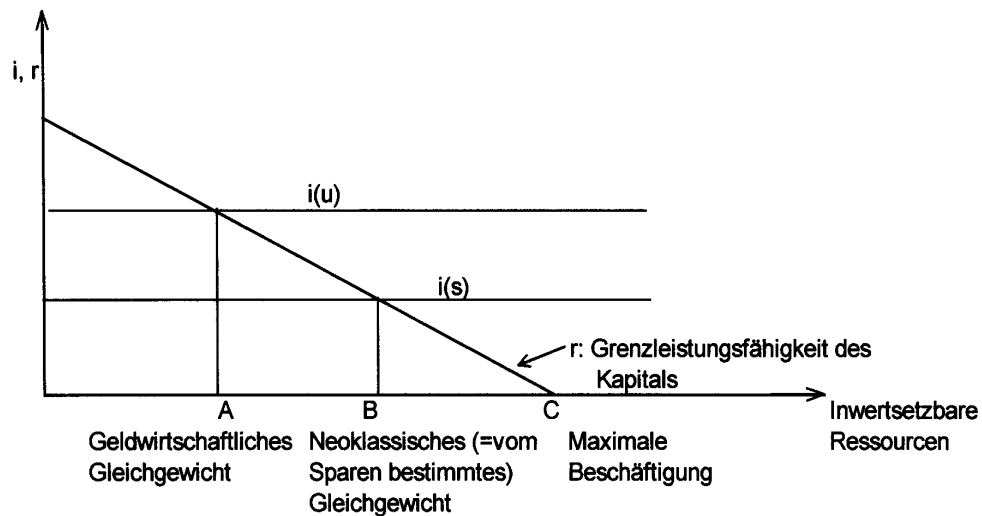 i, r
i(u)
i(s)
r: Grenzleistungsfähigkeit des
Kapitals
A
B
C
Inwertsetzbare
Ressourcen
Geldwirtschaftliches
Gleichgewicht
Neoklassisches (=vom
Sparen bestimmtes)
Gleichgewicht
Maximale
Beschäftigung